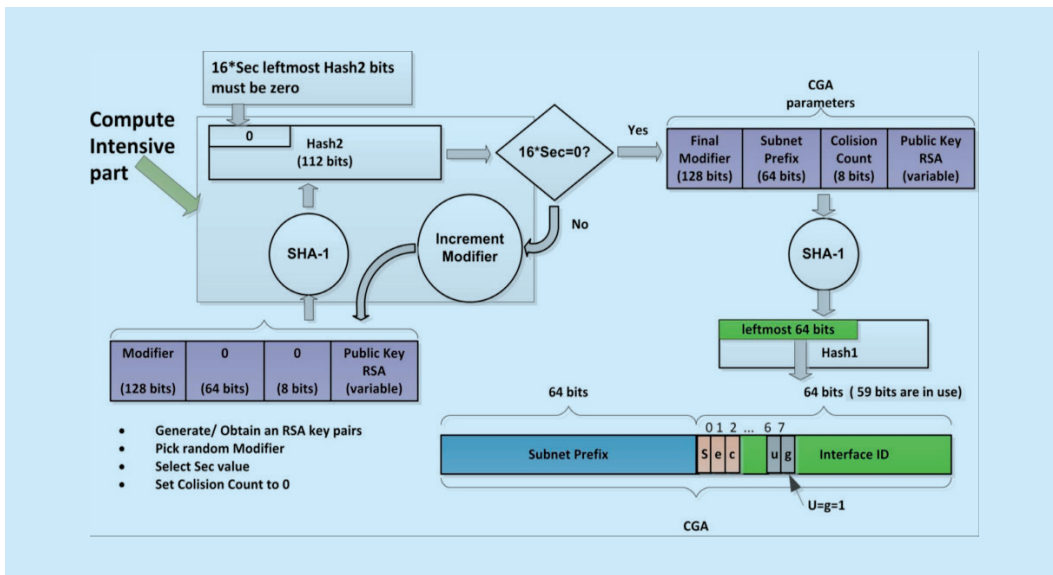 16*Sec leftmost Hash2 bits
must be zero
Compute
Intensive
part
0
Hash2
(112 bits)
16*Sec=0?
Yes
No
SHA-1
Increment
Modifier
Modifier
(128 bits)
0
(64 bits)
0
(8 bits)
Public Key
RSA
(variable)
• Generate/ Obtain an RSA key pairs
• Pick random Modifier
• Select Sec value
• Set Colision Count to 0
CGA
parameters
Final
Modifier
(128 bits)
Subnet
Prefix
(64 bits)
Colision
Count
(8 bits)
Public Key
RSA
(variable)
SHA-1
leftmost 64 bits
Hash1
64 bits
64 bits ( 59 bits are in use)
0 1 2 ... 6 7
Subnet Prefix
S e c
u g
Interface ID
U=g=1
CGA